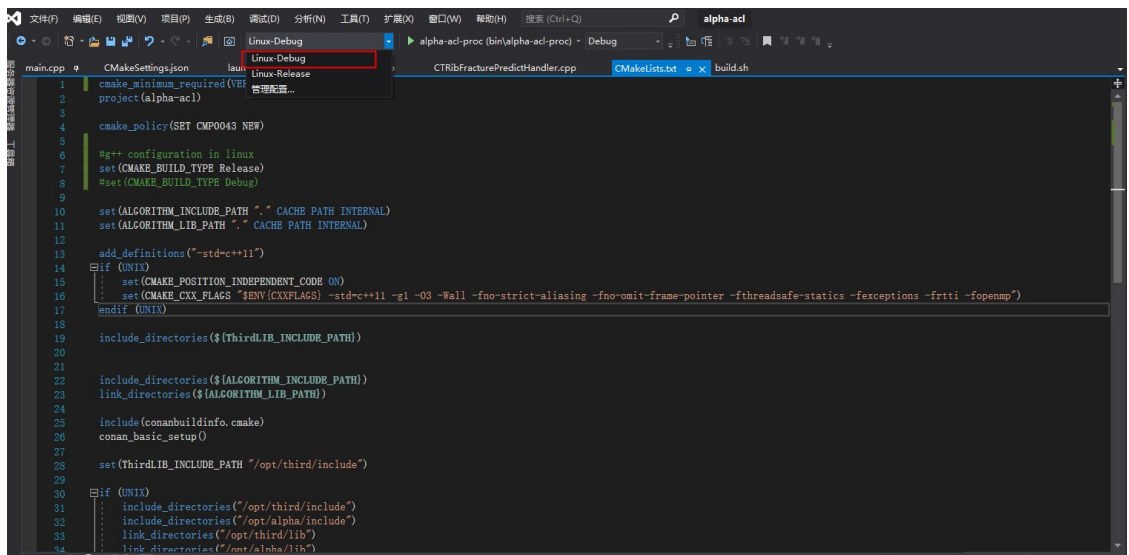 文件(F) 编辑(E) 视图(V) 项目(P) 生成(B) 调试(D) 分析(N) 工具(T) 扩展(X) 窗口(W) 帮助(H) 搜索 (Ctrl+Q) alpha-acl
Linux-Debug alpha-acl-proc (bin\alpha-acl-proc) Debug
main.cpp CMakeSettings.json laun CTRibFracturePredictHandler.cpp CMakeLists.txt build.sh
Linux-Debug
Linux-Release
管理配置...
1 cmake_minimum_required(VER
2 project(alpha-acl)
3
4 cmake_policy(SET CMP0043 NEW)
5
6 #g++ configuration in linux
7 set(CMAKE_BUILD_TYPE Release)
8 #set(CMAKE_BUILD_TYPE Debug)
9
10 set(ALGORITHM_INCLUDE_PATH "." CACHE PATH INTERNAL)
11 set(ALGORITHM_LIB_PATH "." CACHE PATH INTERNAL)
12
13 add_definitions("-std=c++11")
14 if (UNIX)
15 set(CMAKE_POSITION_INDEPENDENT_CODE ON)
16 set(CMAKE_CXX_FLAGS "$ENV{CXXFLAGS} -std=c++11 -g1 -O3 -Wall -fno-strict-aliasing -fno-omit-frame-pointer -fthreadsafe-statics -fexceptions -frtti -fopenmp")
17 endif (UNIX)
18
19 include_directories(${ThirdLIB_INCLUDE_PATH})
20
21
22 include_directories(${ALGORITHM_INCLUDE_PATH})
23 link_directories(${ALGORITHM_LIB_PATH})
24
25 include(conanbuildinfo.cmake)
26 conan_basic_setup()
27
28 set(ThirdLIB_INCLUDE_PATH "/opt/third/include")
29
30 if (UNIX)
31 include_directories("/opt/third/include")
32 include_directories("/opt/alpha/include")
33 link_directories("/opt/third/lib")
34 link_directories("/opt/alpha/lib")